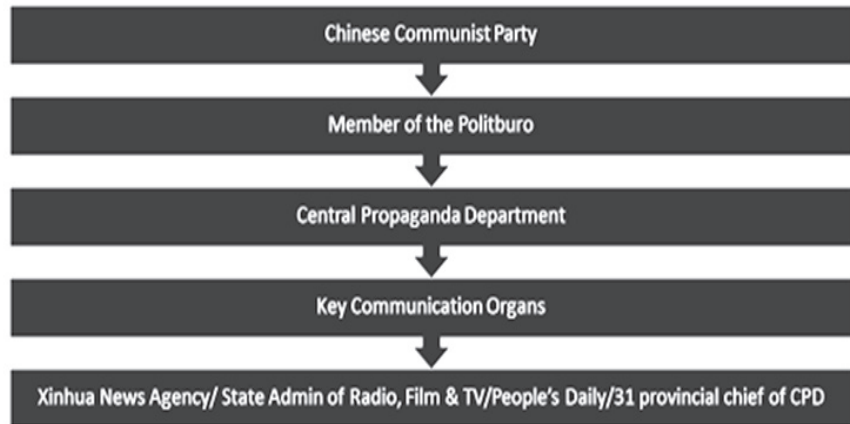 Chinese Communist Party
Member of the Politburo
Central Propaganda Department
Key Communication Organs
Xinhua News Agency/ State Admin of Radio, Film & TV/People's Daily/31 provincial chief of CPD